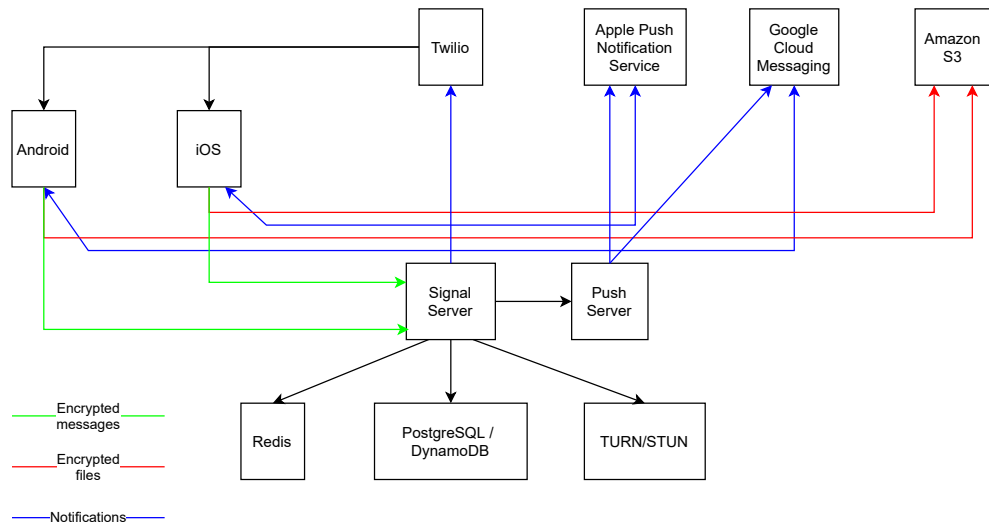 Twilio
Apple Push
Notification
Service
Google
Cloud
Messaging
Amazon
S3
Android
iOS
Signal
Server
Push
Server
Redis
PostgreSQL /
DynamoDB
TURN/STUN
Encrypted
messages
Encrypted
files
Notifications